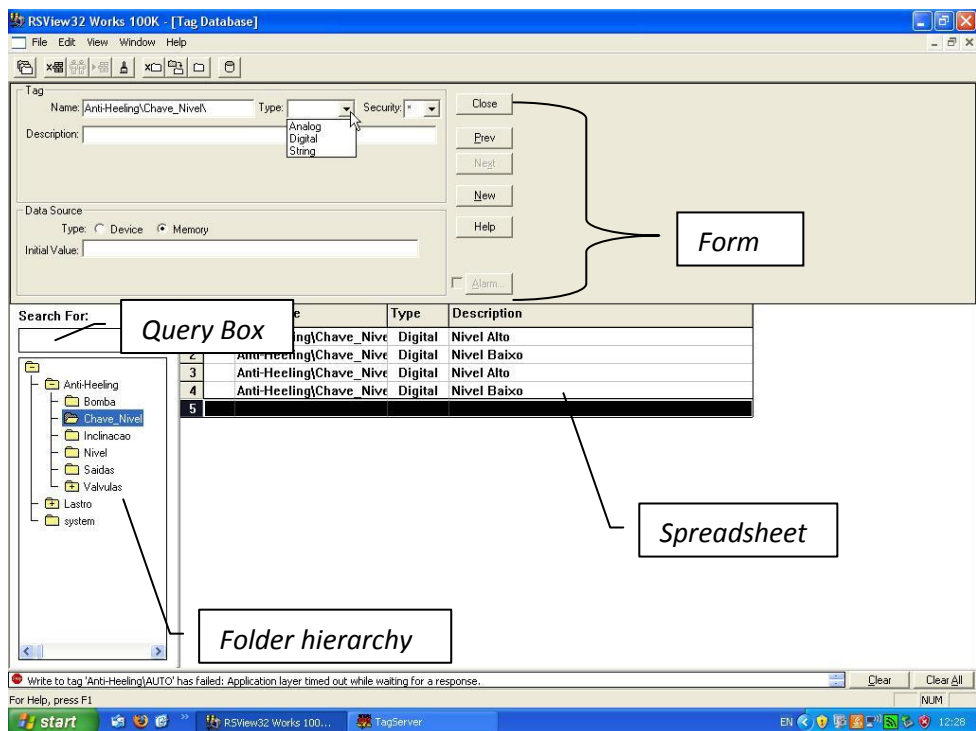 RSView32 Works 100K - [Tag Database]
File Edit View Window Help
Tag
Name: Anti-Heeling\Chave_Nivel\ Type: Security: *
Close
Analog
Digital
String
Description:
Prev
Next
New
Data Source
Type: Device Memory
Help
Form
Initial Value:
Alarm...
Search For:
Query Box
e Type Description
ing\Chave_Nive Digital Nivel Alto
2 Anti-Heeling\Chave_Nive Digital Nivel Baixo
3 Anti-Heeling\Chave_Nive Digital Nivel Alto
4 Anti-Heeling\Chave_Nive Digital Nivel Baixo
5
Anti-Heeling
Bomba
Chave_Nivel
Inclinacao
Nivel
Saidas
Valvulas
Lastro
system
Spreadsheet
Folder hierarchy
Write to tag 'Anti-Heeling\AUTO' has failed: Application layer timed out while waiting for a response. Clear Clear All
For Help, press F1 NUM
start RSView32 Works 100... TagServer EN 12:28